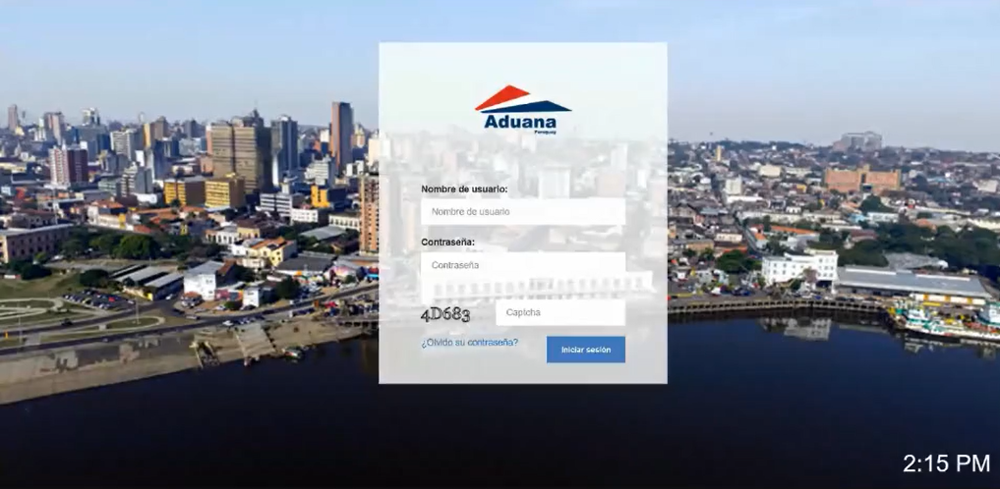 Aduana
Paraguay
Nombre de usuario:
Nombre de usuario
Contraseña:
Contraseña
4D683
Captcha
¿Olvido su contraseña?
Iniciar sesión
2:15 PM